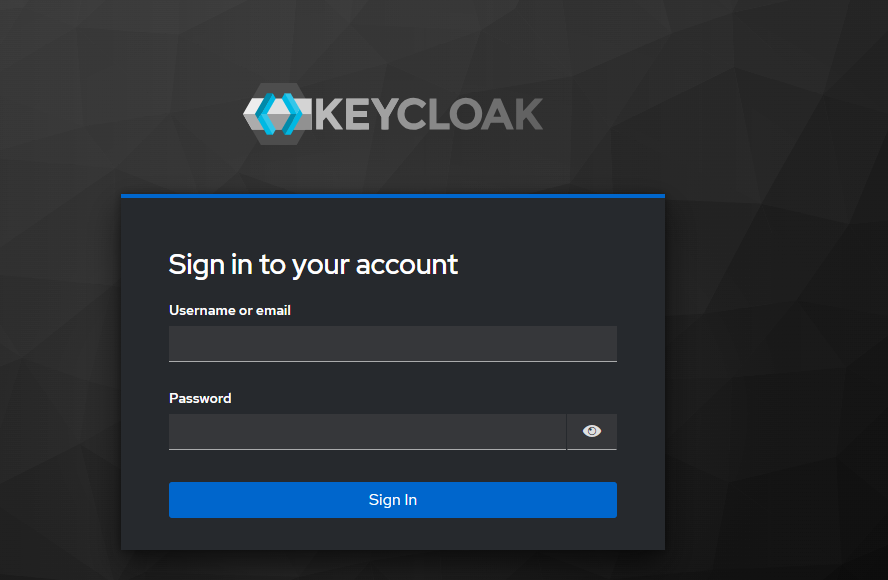 KEYCLOAK
Sign in to your account
Username or email
Password
Sign In